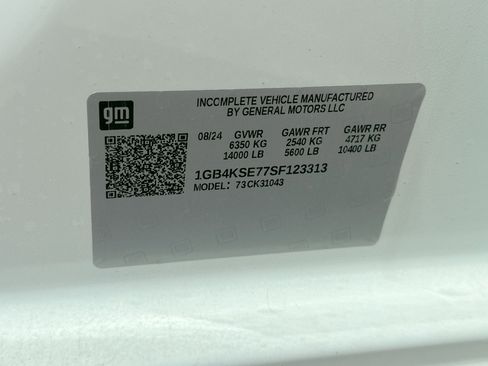 gm
INCOMPLETE VEHICLE MANUFACTURED
BY GENERAL MOTORS LLC
08/24 GVWR GAWR FRT GAWR RR
6350 KG 2540 KG 4717 KG
14000 LB 5600 LB 10400 LB
1GB4KSE77SF123313
MODEL: 73CK31043